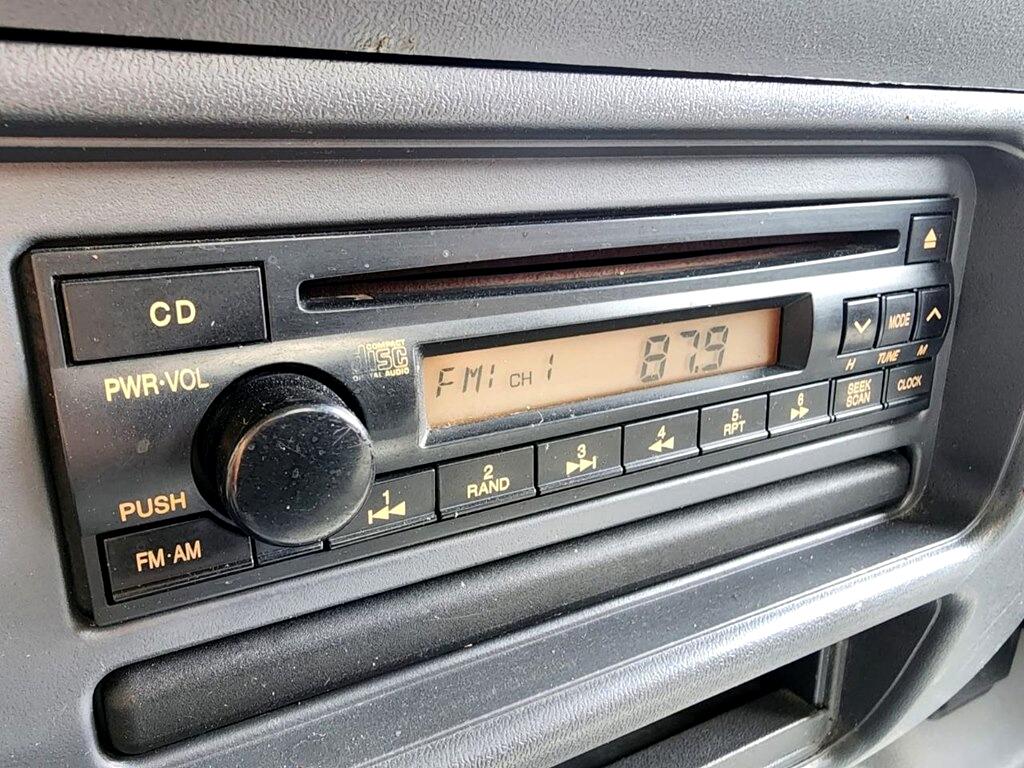 CD
PWR·VOL
COMPACT
DISC
DIGITAL AUDIO
FM1 CH 1 87.9
MODE
H TUNE M
PUSH
FM·AM
1
2
RAND
3
4
5
RPT
6
SEEK
SCAN
CLOCK